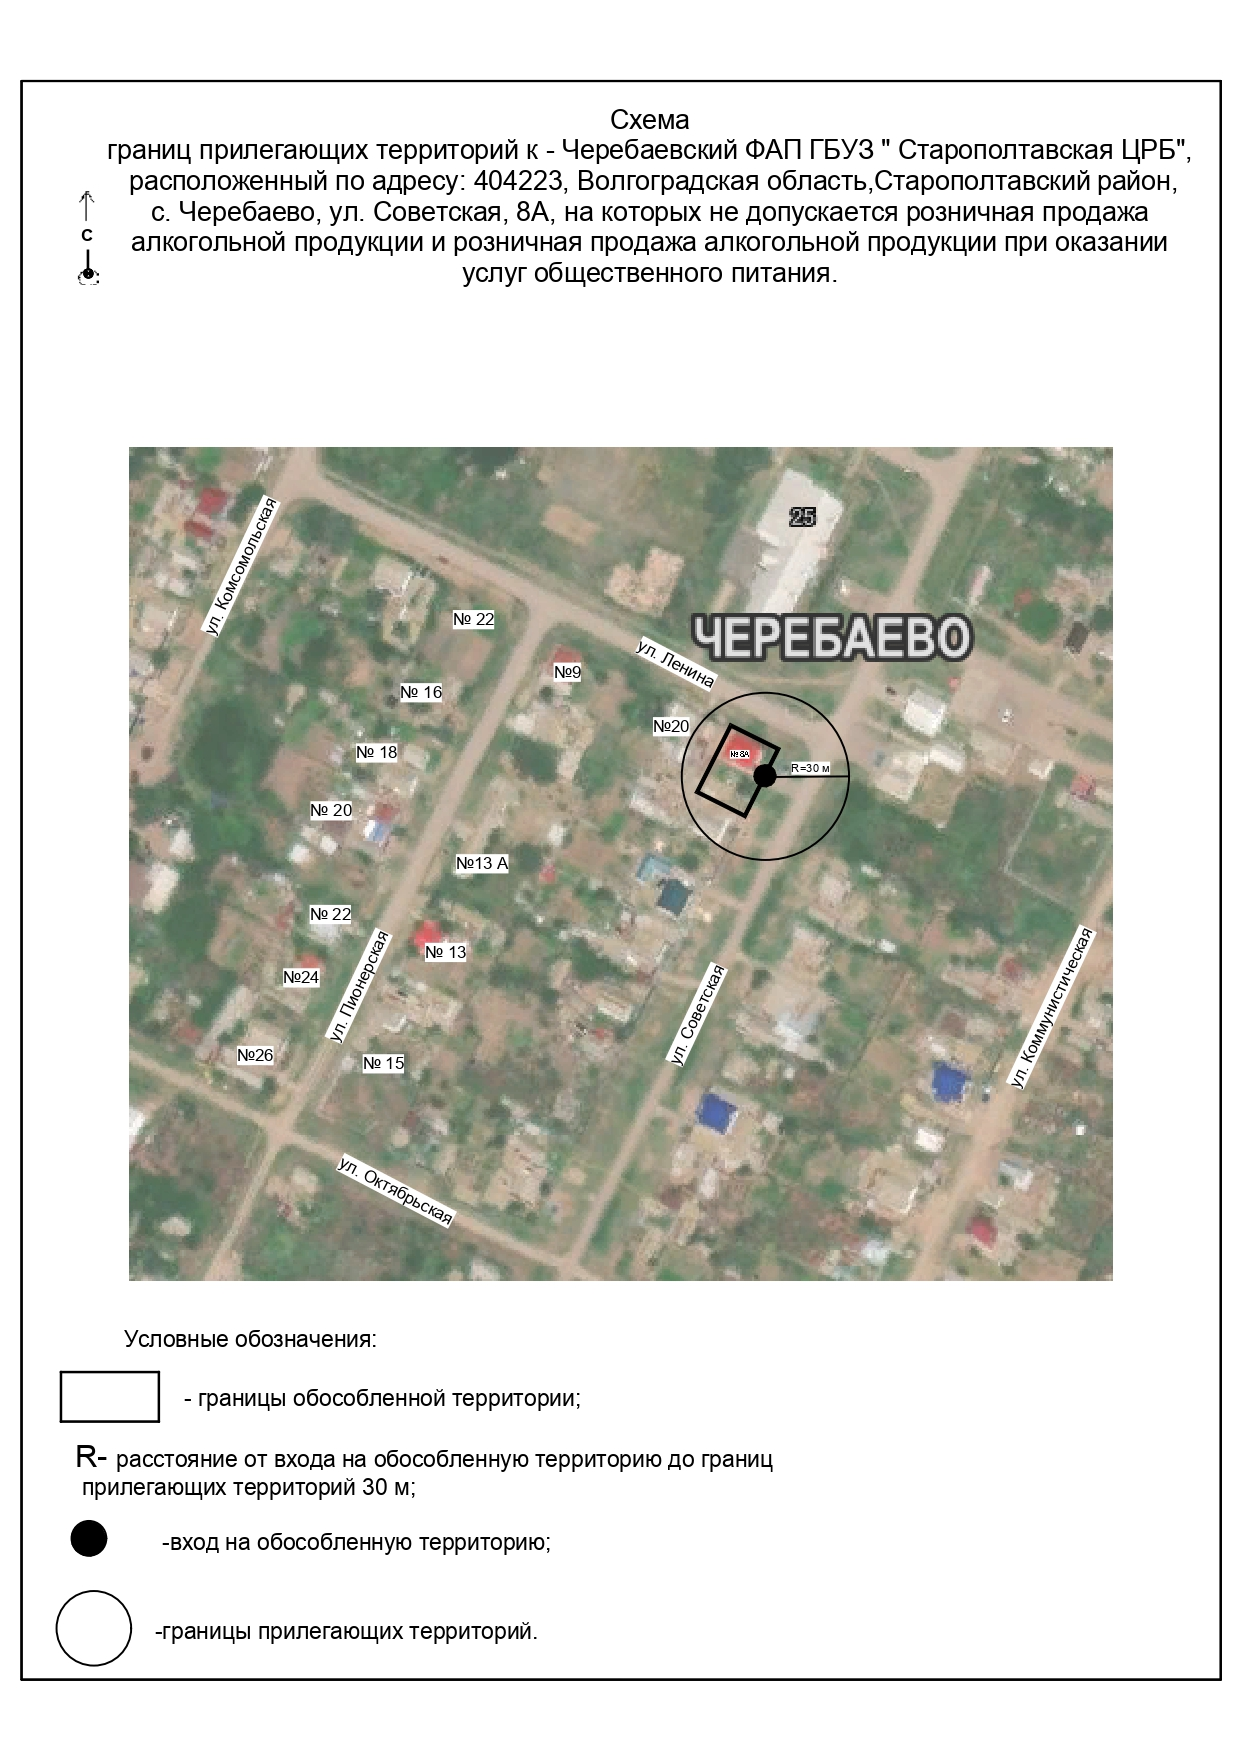 Схема
границ прилегающих территорий к - Черебаевский ФАП ГБУЗ " Старополтавская ЦРБ",
расположенный по адресу: 404223, Волгоградская область,Старополтавский район,
с. Черебаево, ул. Советская, 8А, на которых не допускается розничная продажа
алкогольной продукции и розничная продажа алкогольной продукции при оказании
услуг общественного питания.
С
ул. Комсомольская
25
№ 22
ЧЕРЕБАЕВО
ул. Ленина
№9
№ 16
№20
№ 18
№ 8А
R=30 м
№ 20
№13 А
№ 22
№ 13
№24
ул. Пионерская
ул. Советская
ул. Коммунистическая
№26
№ 15
ул. Октябрьская
Условные обозначения:
- границы обособленной территории;
R- расстояние от входа на обособленную территорию до границ
прилегающих территорий 30 м;
-вход на обособленную территорию;
-границы прилегающих территорий.